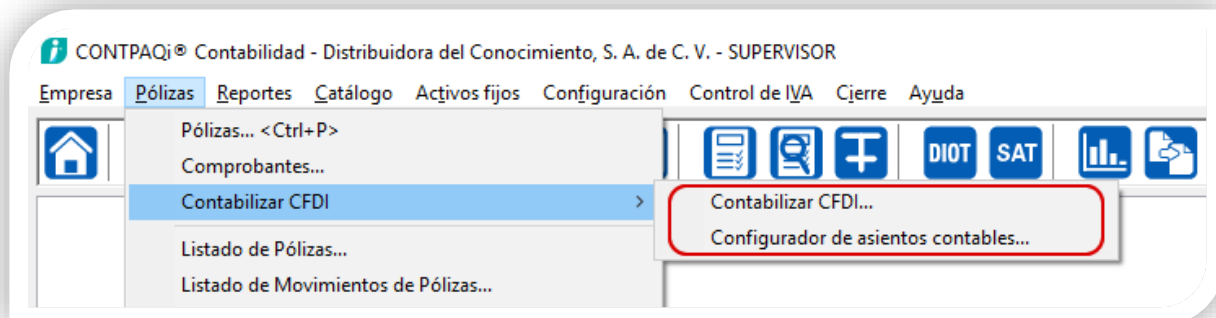 CONTPAQi® Contabilidad - Distribuidora del Conocimiento, S. A. de C. V. - SUPERVISOR
Empresa Pólizas Reportes Catálogo Activos fijos Configuración Control de IVA Cierre Ayuda
DIOT SAT
Pólizas... <Ctrl+P>
Comprobantes...
Contabilizar CFDI >
Contabilizar CFDI...
Configurador de asientos contables...
Listado de Pólizas...
Listado de Movimientos de Pólizas...